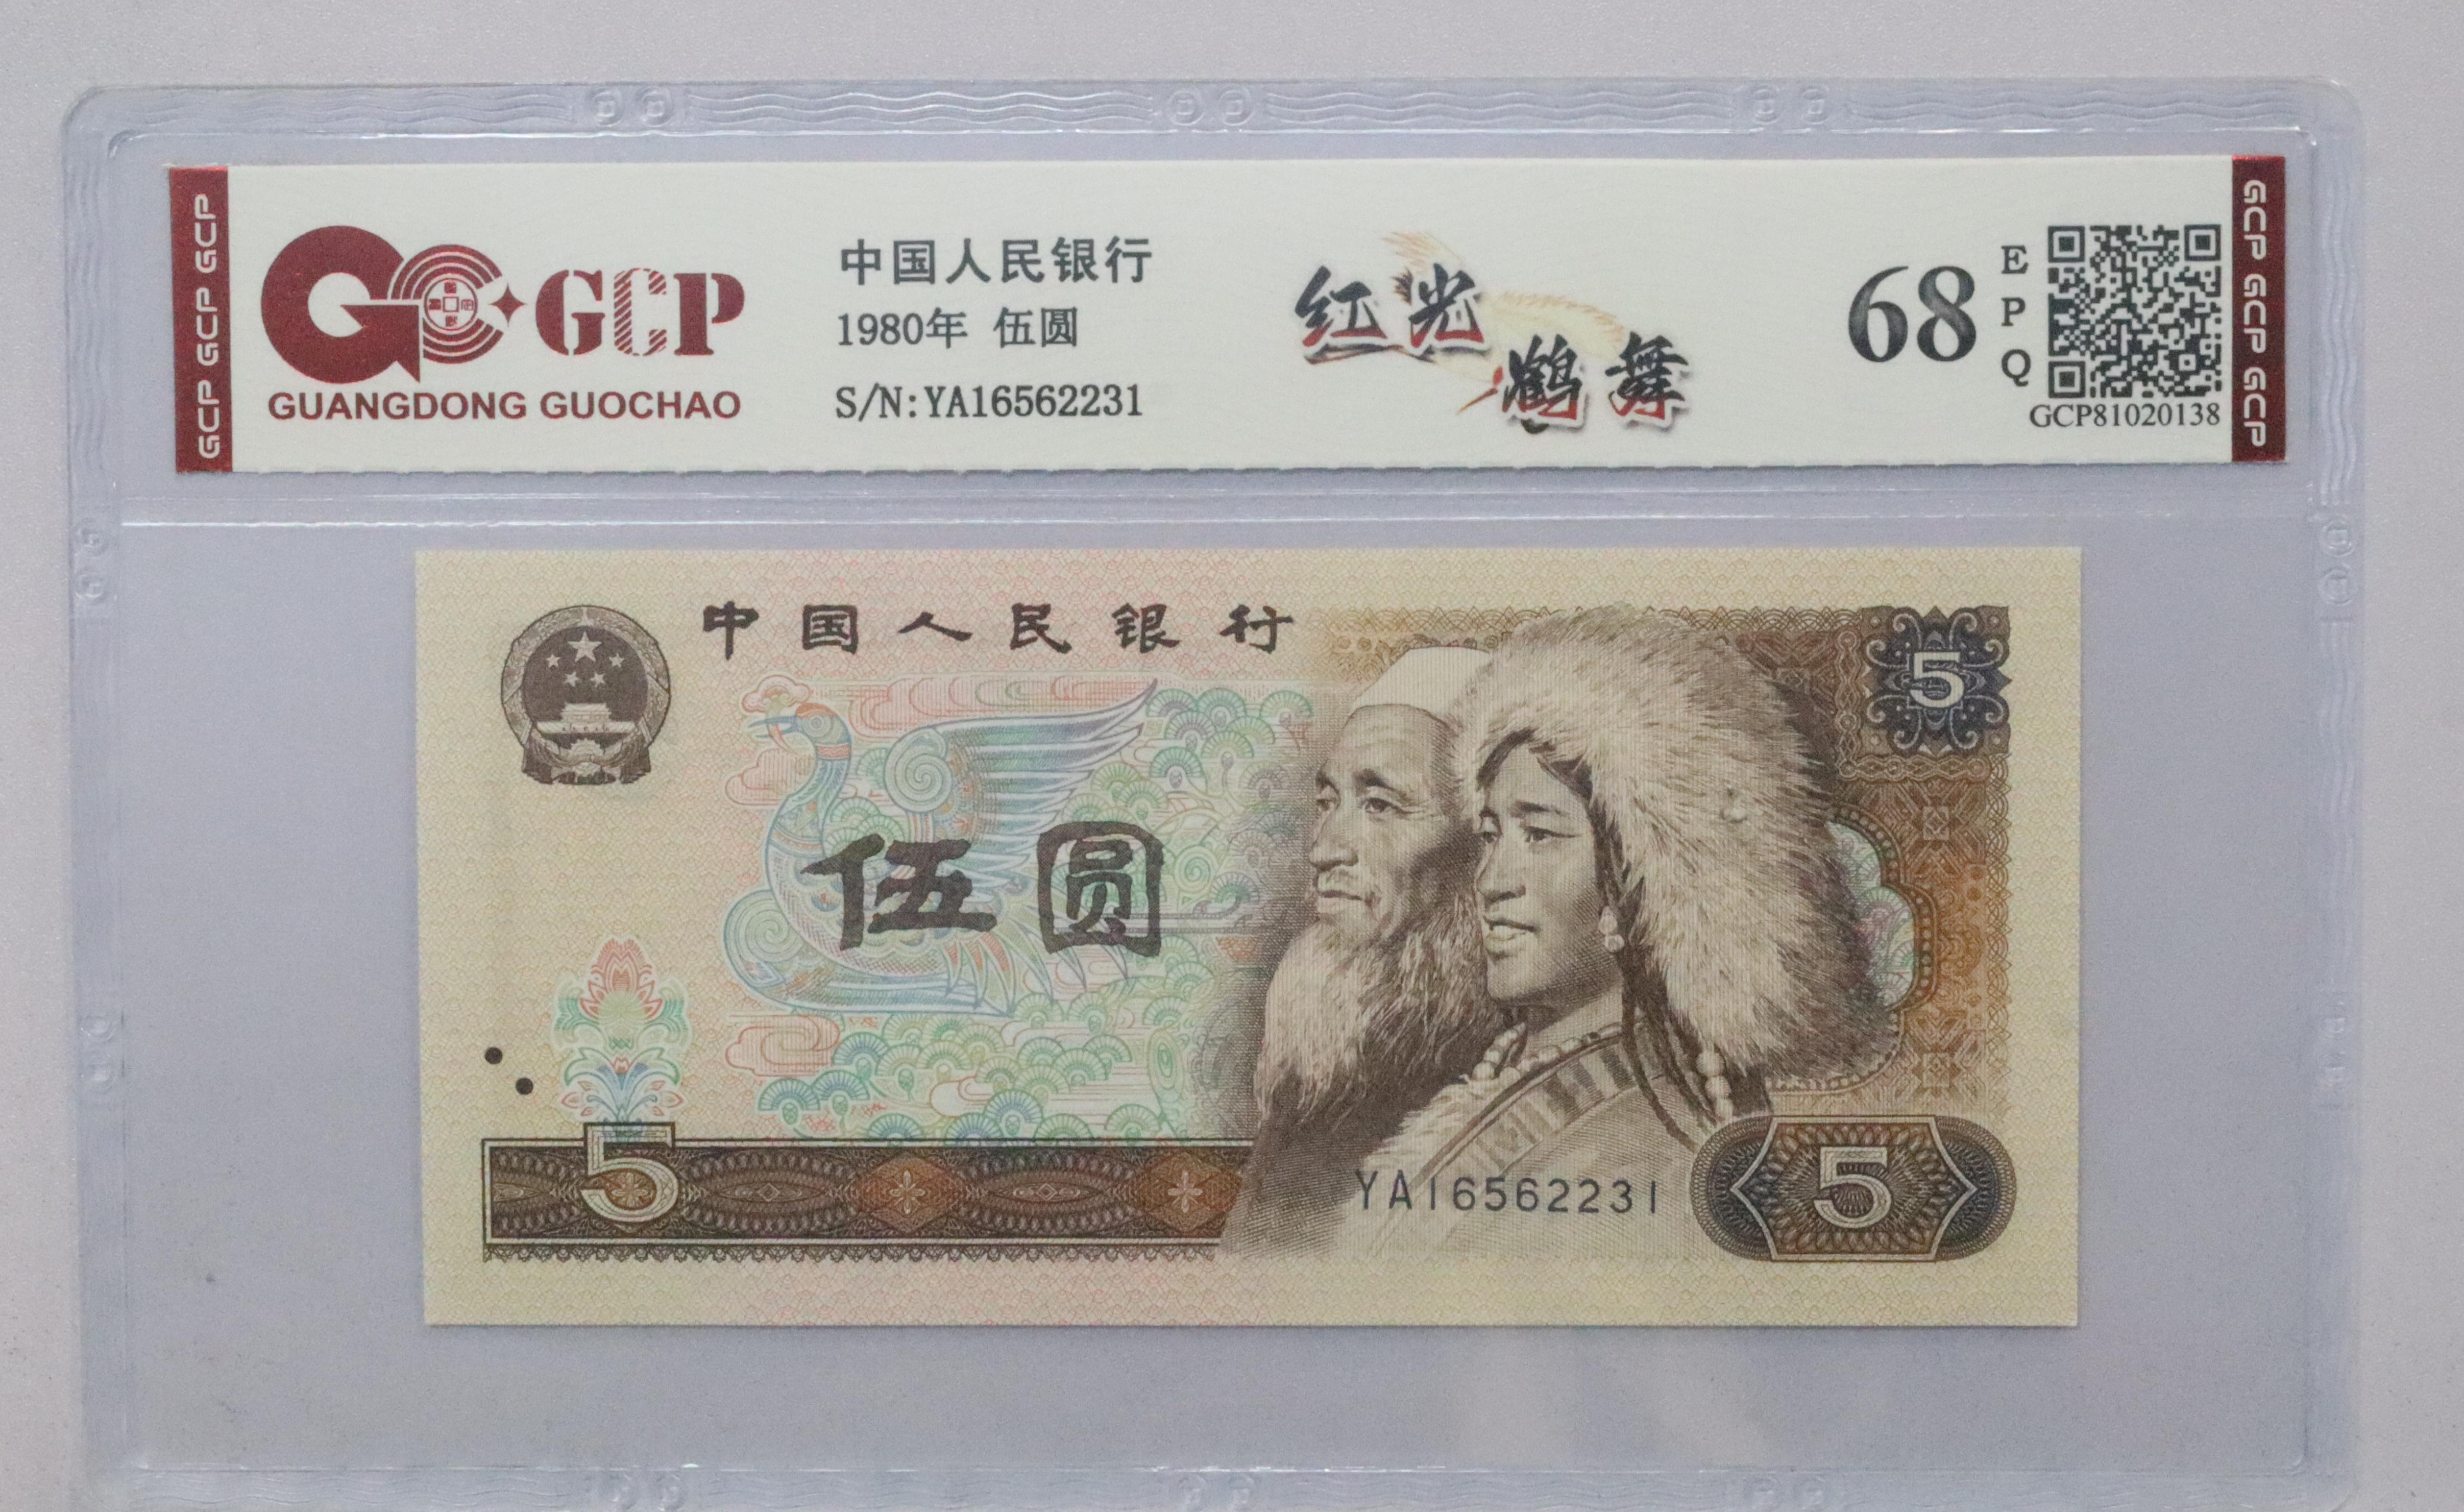 GCP GCP GCP
GCP
GUANGDONG GUOCHAO
中国人民银行
1980年 伍圆
S/N:YA16562231
红光
鹤舞
68
EPQ
GCP81020138
GCP GCP GCP
中国人民银行
5
伍圆
5
YA16562231
5